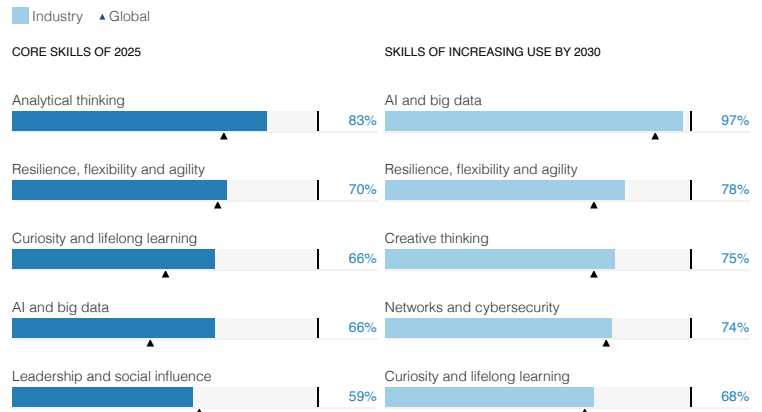 Industry Global
CORE SKILLS OF 2025
Analytical thinking
83%
Resilience, flexibility and agility
70%
Curiosity and lifelong learning
66%
AI and big data
66%
Leadership and social influence
59%
SKILLS OF INCREASING USE BY 2030
AI and big data
97%
Resilience, flexibility and agility
78%
Creative thinking
75%
Networks and cybersecurity
74%
Curiosity and lifelong learning
68%